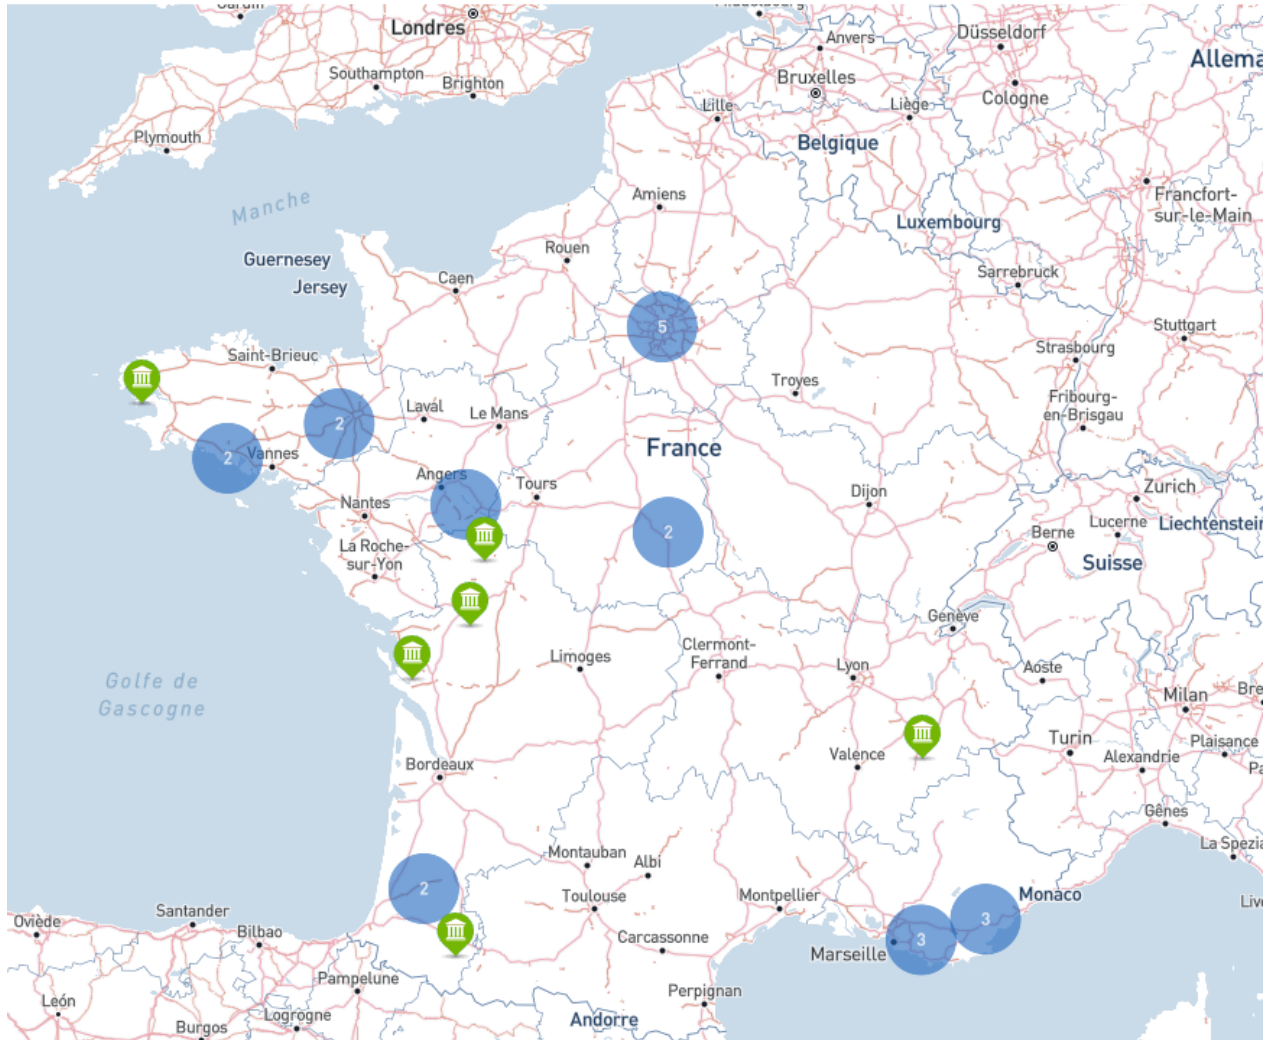 Londres
Anvers
Düsseldorf
Allema
Southampton
Brighton
Bruxelles
Cologne
Lille
Liège
Plymouth
Belgique
Manche
Amiens
Francfort-
sur-le-Main
Luxembourg
Guernesey
Rouen
Jersey
Caen
Sarrebruck
5
Stuttgart
Saint-Brieuc
Strasbourg
Troyes
Fribourg-
en-Brisgau
Laval
Le Mans
2
France
2
Vannes
Angers
Tours
Dijon
Zurich
Nantes
Lucerne
Liechtenstein
2
Berne
La Roche-
sur-Yon
Suisse
Genève
Clermont-
Ferrand
Limoges
Lyon
Aoste
Golfe de
Gascogne
Milan
Bre
Turin
Plaisance
Valence
Alexandrie
Pa
Bordeaux
Gênes
La Spezia
Montauban
Albi
2
Toulouse
Montpellier
Monaco
Live
Oviède
Santander
3
Bilbao
Carcassonne
Marseille
3
Pampelune
Perpignan
León
Logrogne
Andorre
Burgos